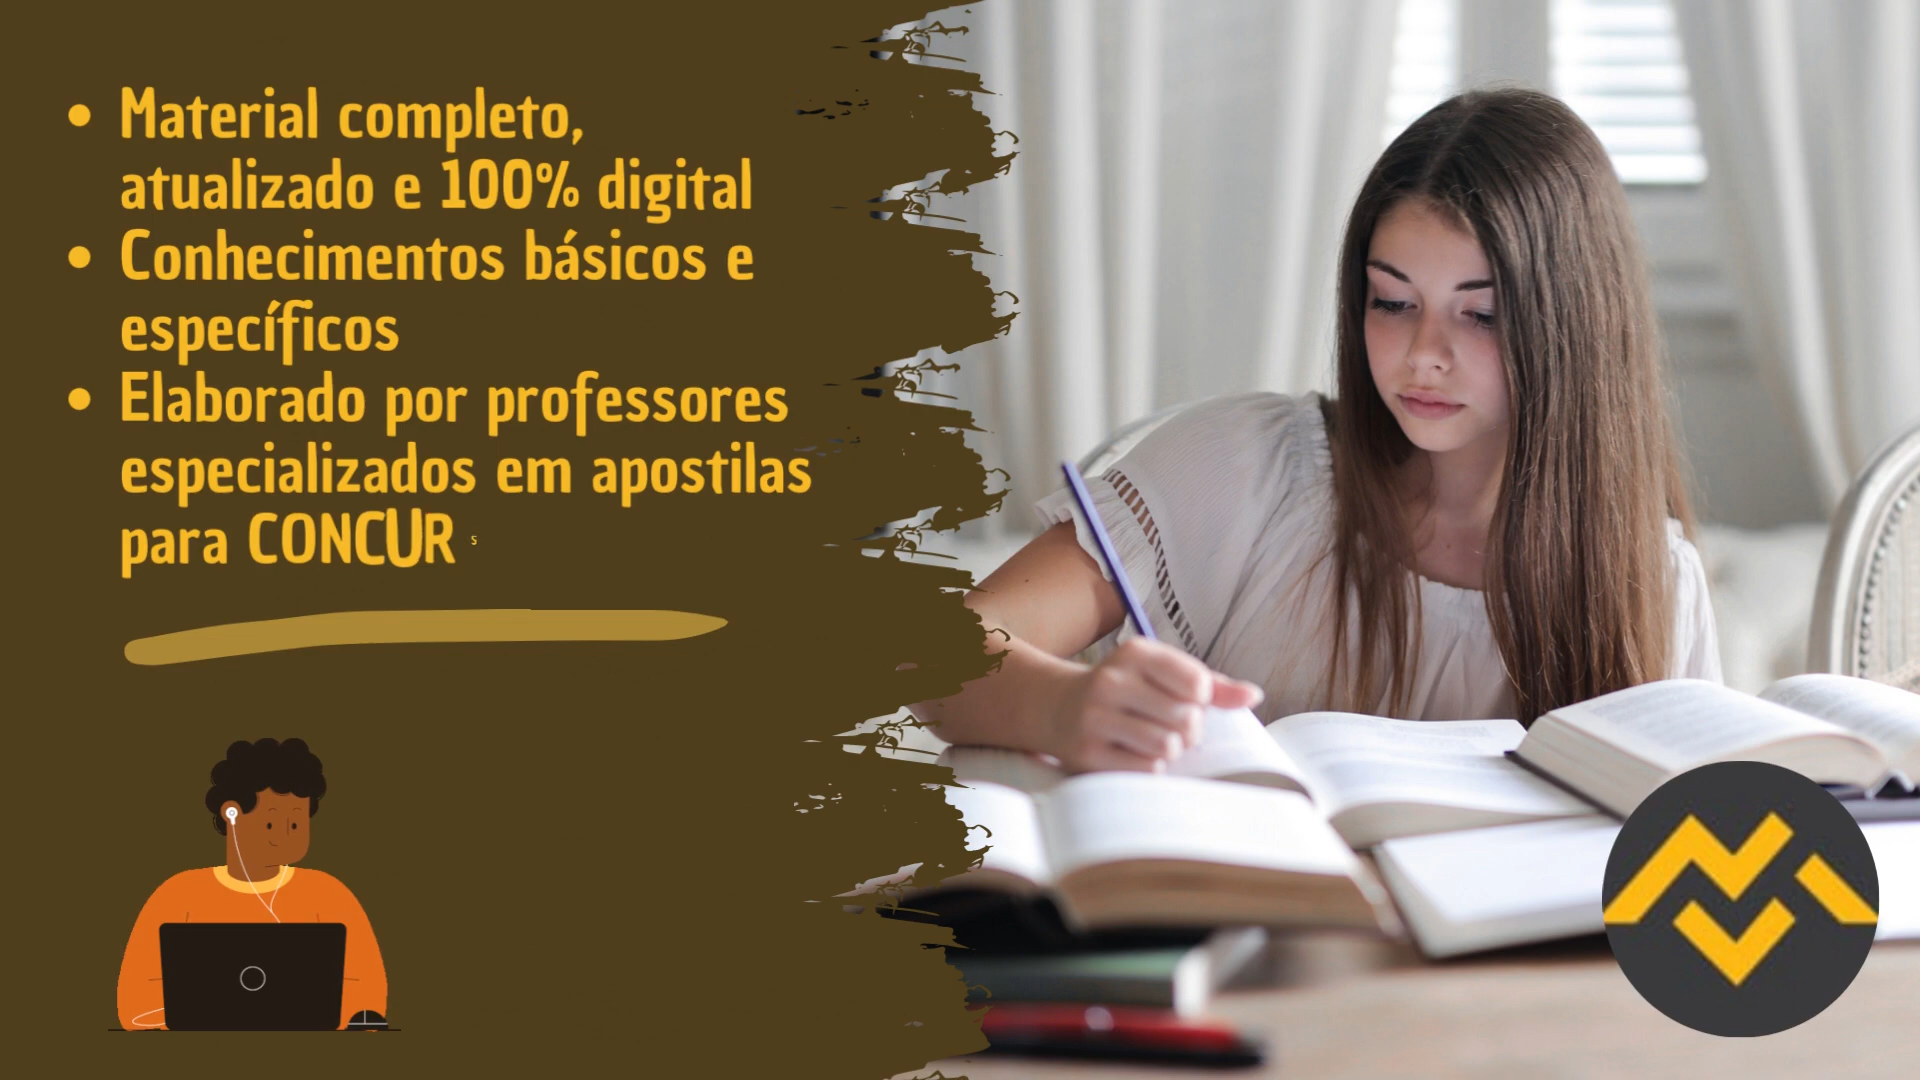 • Material completo,
atualizado e 100% digital
• Conhecimentos básicos e
específicos
• Elaborado por professores
especializados em apostilas
para CONCUR s